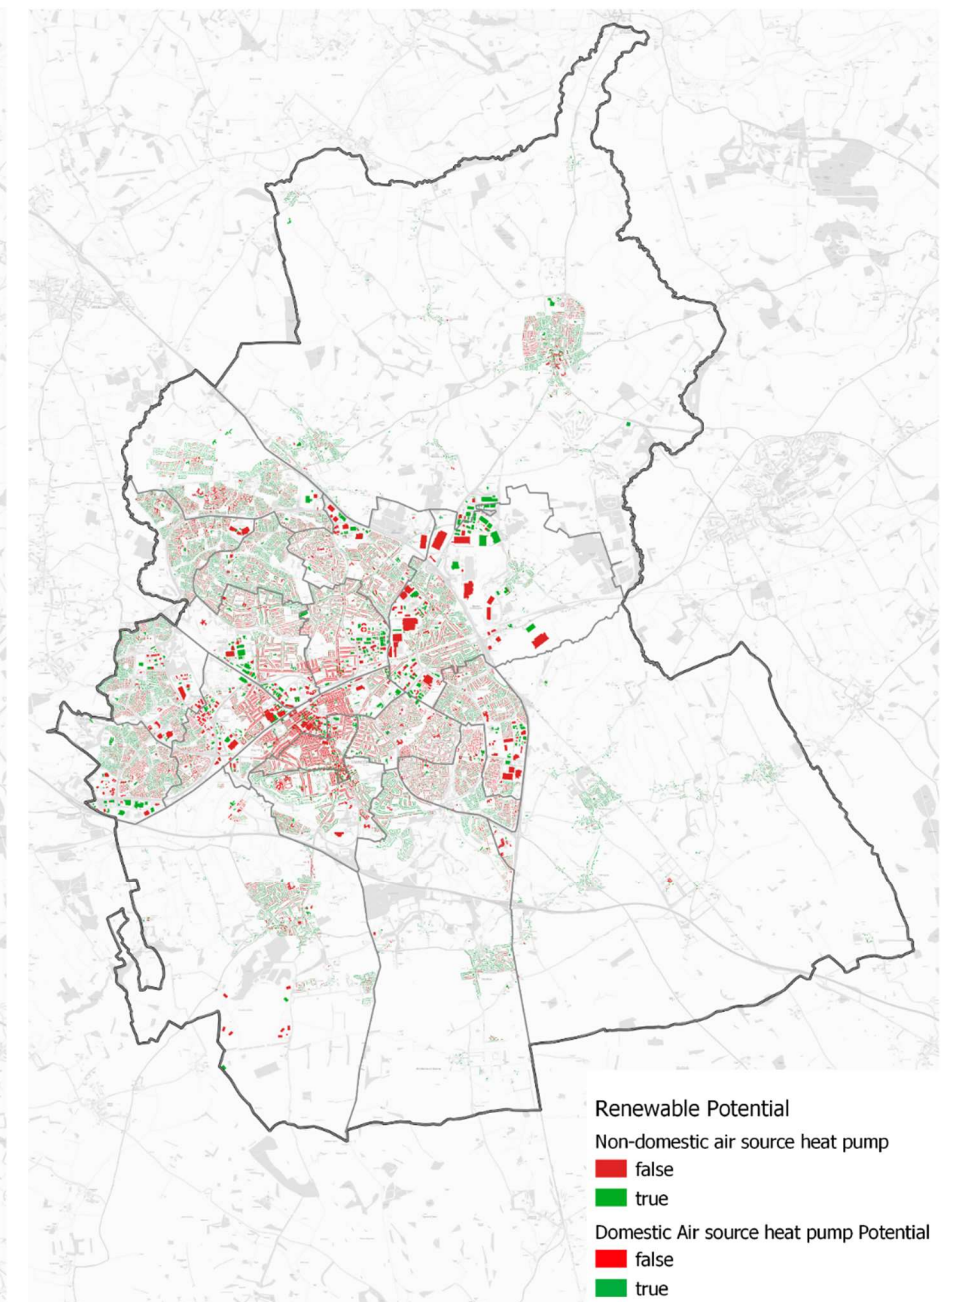 Renewable Potential
Non-domestic air source heat pump
false
true
Domestic Air source heat pump Potential
false
true